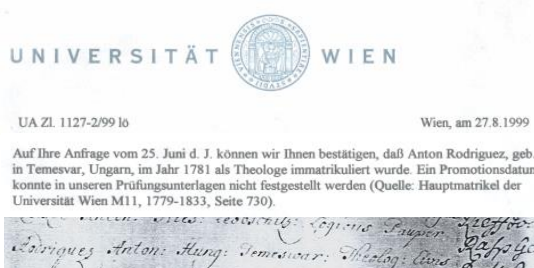 UNIVERSITÄT WIEN
UA Zl. 1127-2/99 lö
Wien, am 27.8.1999
Auf Ihre Anfrage vom 25. Juni d. J. können wir Ihnen bestätigen, daß Anton Rodriguez, geb.
in Temesvar, Ungarn, im Jahr 1781 als Theologe immatrikuliert wurde. Ein Promotionsdatum
konnte in unseren Prüfungsunterlagen nicht festgestellt werden (Quelle: Hauptmatrikel der
Universität Wien M11, 1779-1833, Seite 730).
Logicus Pauper
Rodriguez Anton: Hung: Temeswar: Theolog: Civis